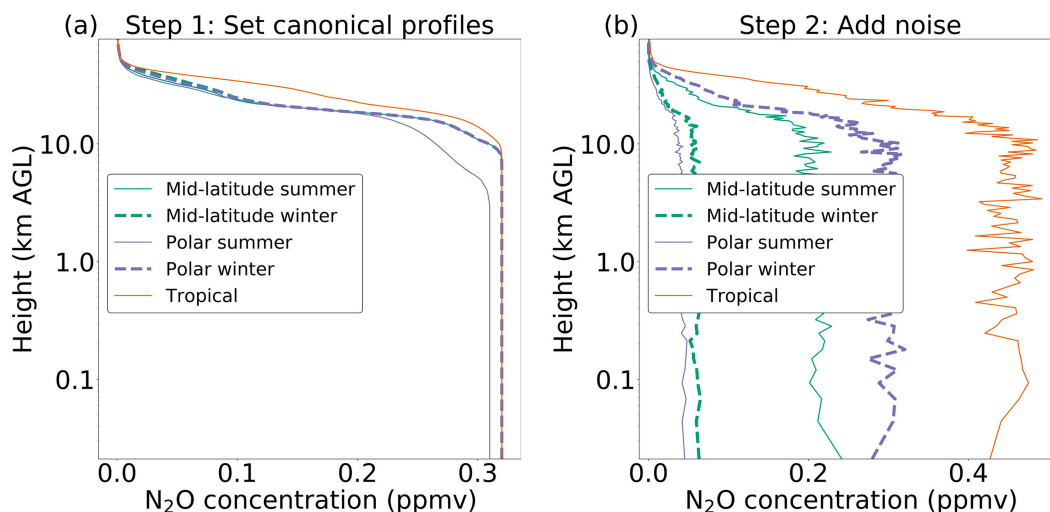 (a) Step 1: Set canonical profiles
10.0
1.0
0.1
Height (km AGL)
Mid-latitude summer
Mid-latitude winter
Polar summer
Polar winter
Tropical
0.0 0.1 0.2 0.3
N₂O concentration (ppmv)
(b) Step 2: Add noise
10.0
1.0
0.1
Height (km AGL)
Mid-latitude summer
Mid-latitude winter
Polar summer
Polar winter
Tropical
0.0 0.2 0.4
N₂O concentration (ppmv)